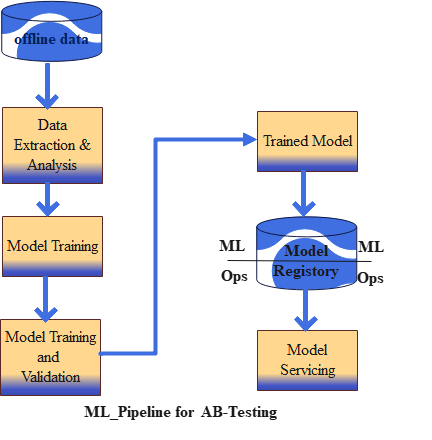 offline data
Data
Extraction &
Analysis
Model Training
Model Training
and
Validation
Trained Model
ML
Model
ML
Registory
Ops
Ops
Model
Servicing
ML_Pipeline for AB-Testing